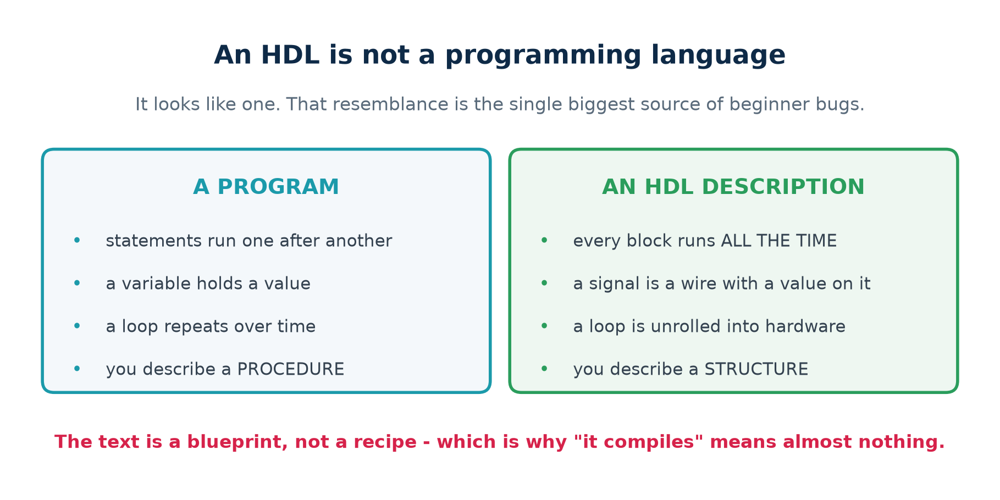 An HDL is not a programming language
It looks like one. That resemblance is the single biggest source of beginner bugs.
A PROGRAM
• statements run one after another
• a variable holds a value
• a loop repeats over time
• you describe a PROCEDURE
AN HDL DESCRIPTION
• every block runs ALL THE TIME
• a signal is a wire with a value on it
• a loop is unrolled into hardware
• you describe a STRUCTURE
The text is a blueprint, not a recipe - which is why "it compiles" means almost nothing.